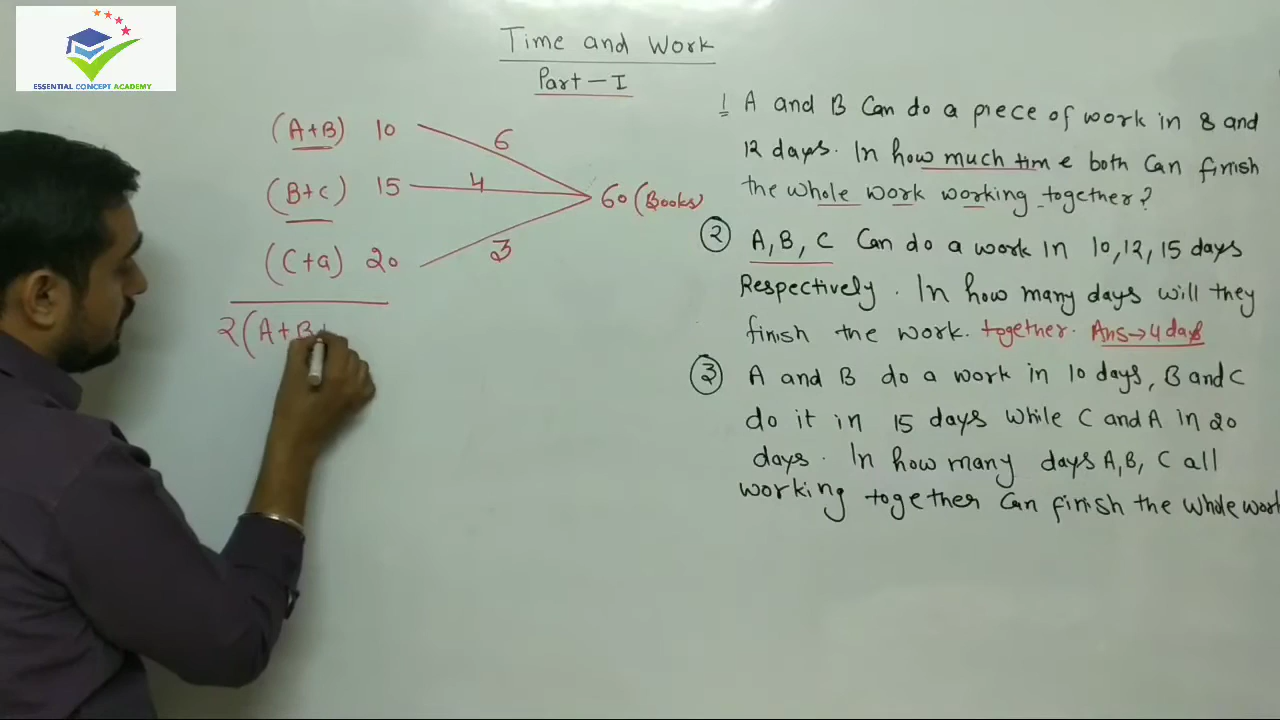 ESSENTIAL CONCEPT ACADEMY
Time and Work
Part-I
(A+B) 10 6
(B+C) 15 4 60 (Books)
(C+a) 20 3
2(A+B+
1 A and B Can do a piece of work in 8 and
12 days. In how much time both Can finish
the whole work working together?
2 A, B, C Can do a work in 10, 12, 15 days
Respectively. In how many days will they
finish the work. together. Ans→4 days
3 A and B do a work in 10 days, B and C
do it in 15 days while C and A in 20
days. In how many days A, B, C all
working together Can finish the whole work